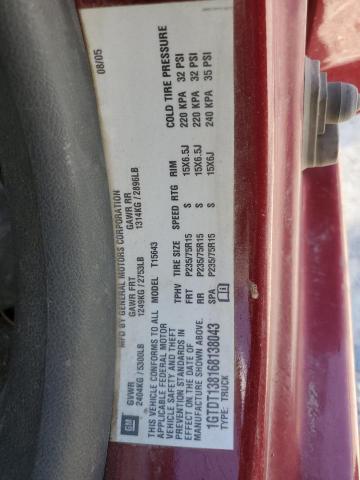 MFD BY GENERAL MOTORS CORPORATION 08/05
GM
GVWR GAWR FRT GAWR RR
2404KG / 5300LB 1249KG / 2753LB 1314KG / 2896LB
THIS VEHICLE CONFORMS TO ALL
APPLICABLE FEDERAL MOTOR
VEHICLE SAFETY AND THEFT
PREVENTION STANDARDS IN
EFFECT ON THE DATE OF
MANUFACTURE SHOWN ABOVE.
1GTDT138168138043
TYPE: TRUCK
MODEL T15643
TPHV TIRE SIZE SPEED RTG RIM COLD TIRE PRESSURE
FRT P235/75R15 S 15X6.5J 220 KPA 32 PSI
RR P235/75R15 S 15X6.5J 220 KPA 32 PSI
SPA P235/75R15 S 15X6J 240 KPA 35 PSI